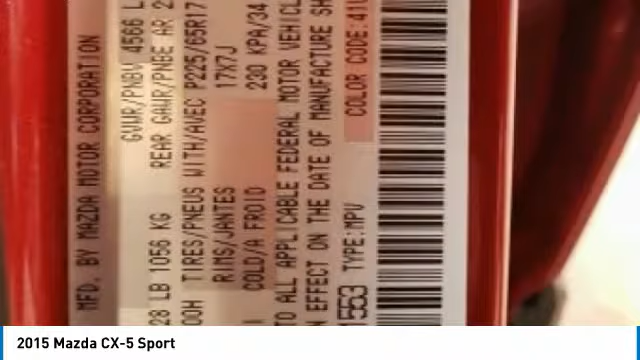 MFD. BY MAZDA MOTOR CORPORATION
GVWR/PNBV 4566 L
28 LB 1056 KG REAR GAWR/PNBE AR 2
00H TIRES/PNEUS WITH/AVEC P225/65R17
RIMS/JANTES 17X7J
COLD/A FROID 230 KPA/34
TO ALL APPLICABLE FEDERAL MOTOR VEHICL
N EFFECT ON THE DATE OF MANUFACTURE SH
1553 TYPE:MPV COLOR CODE:41
2015 Mazda CX-5 Sport